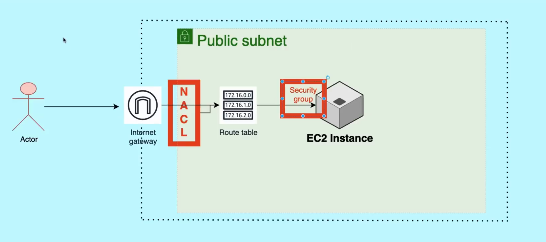 Public subnet
N
A
C
L
172.16.0.0
172.16.1.0
172.16.2.0
Security
group
Actor
Internet
gateway
Route table
EC2 Instance